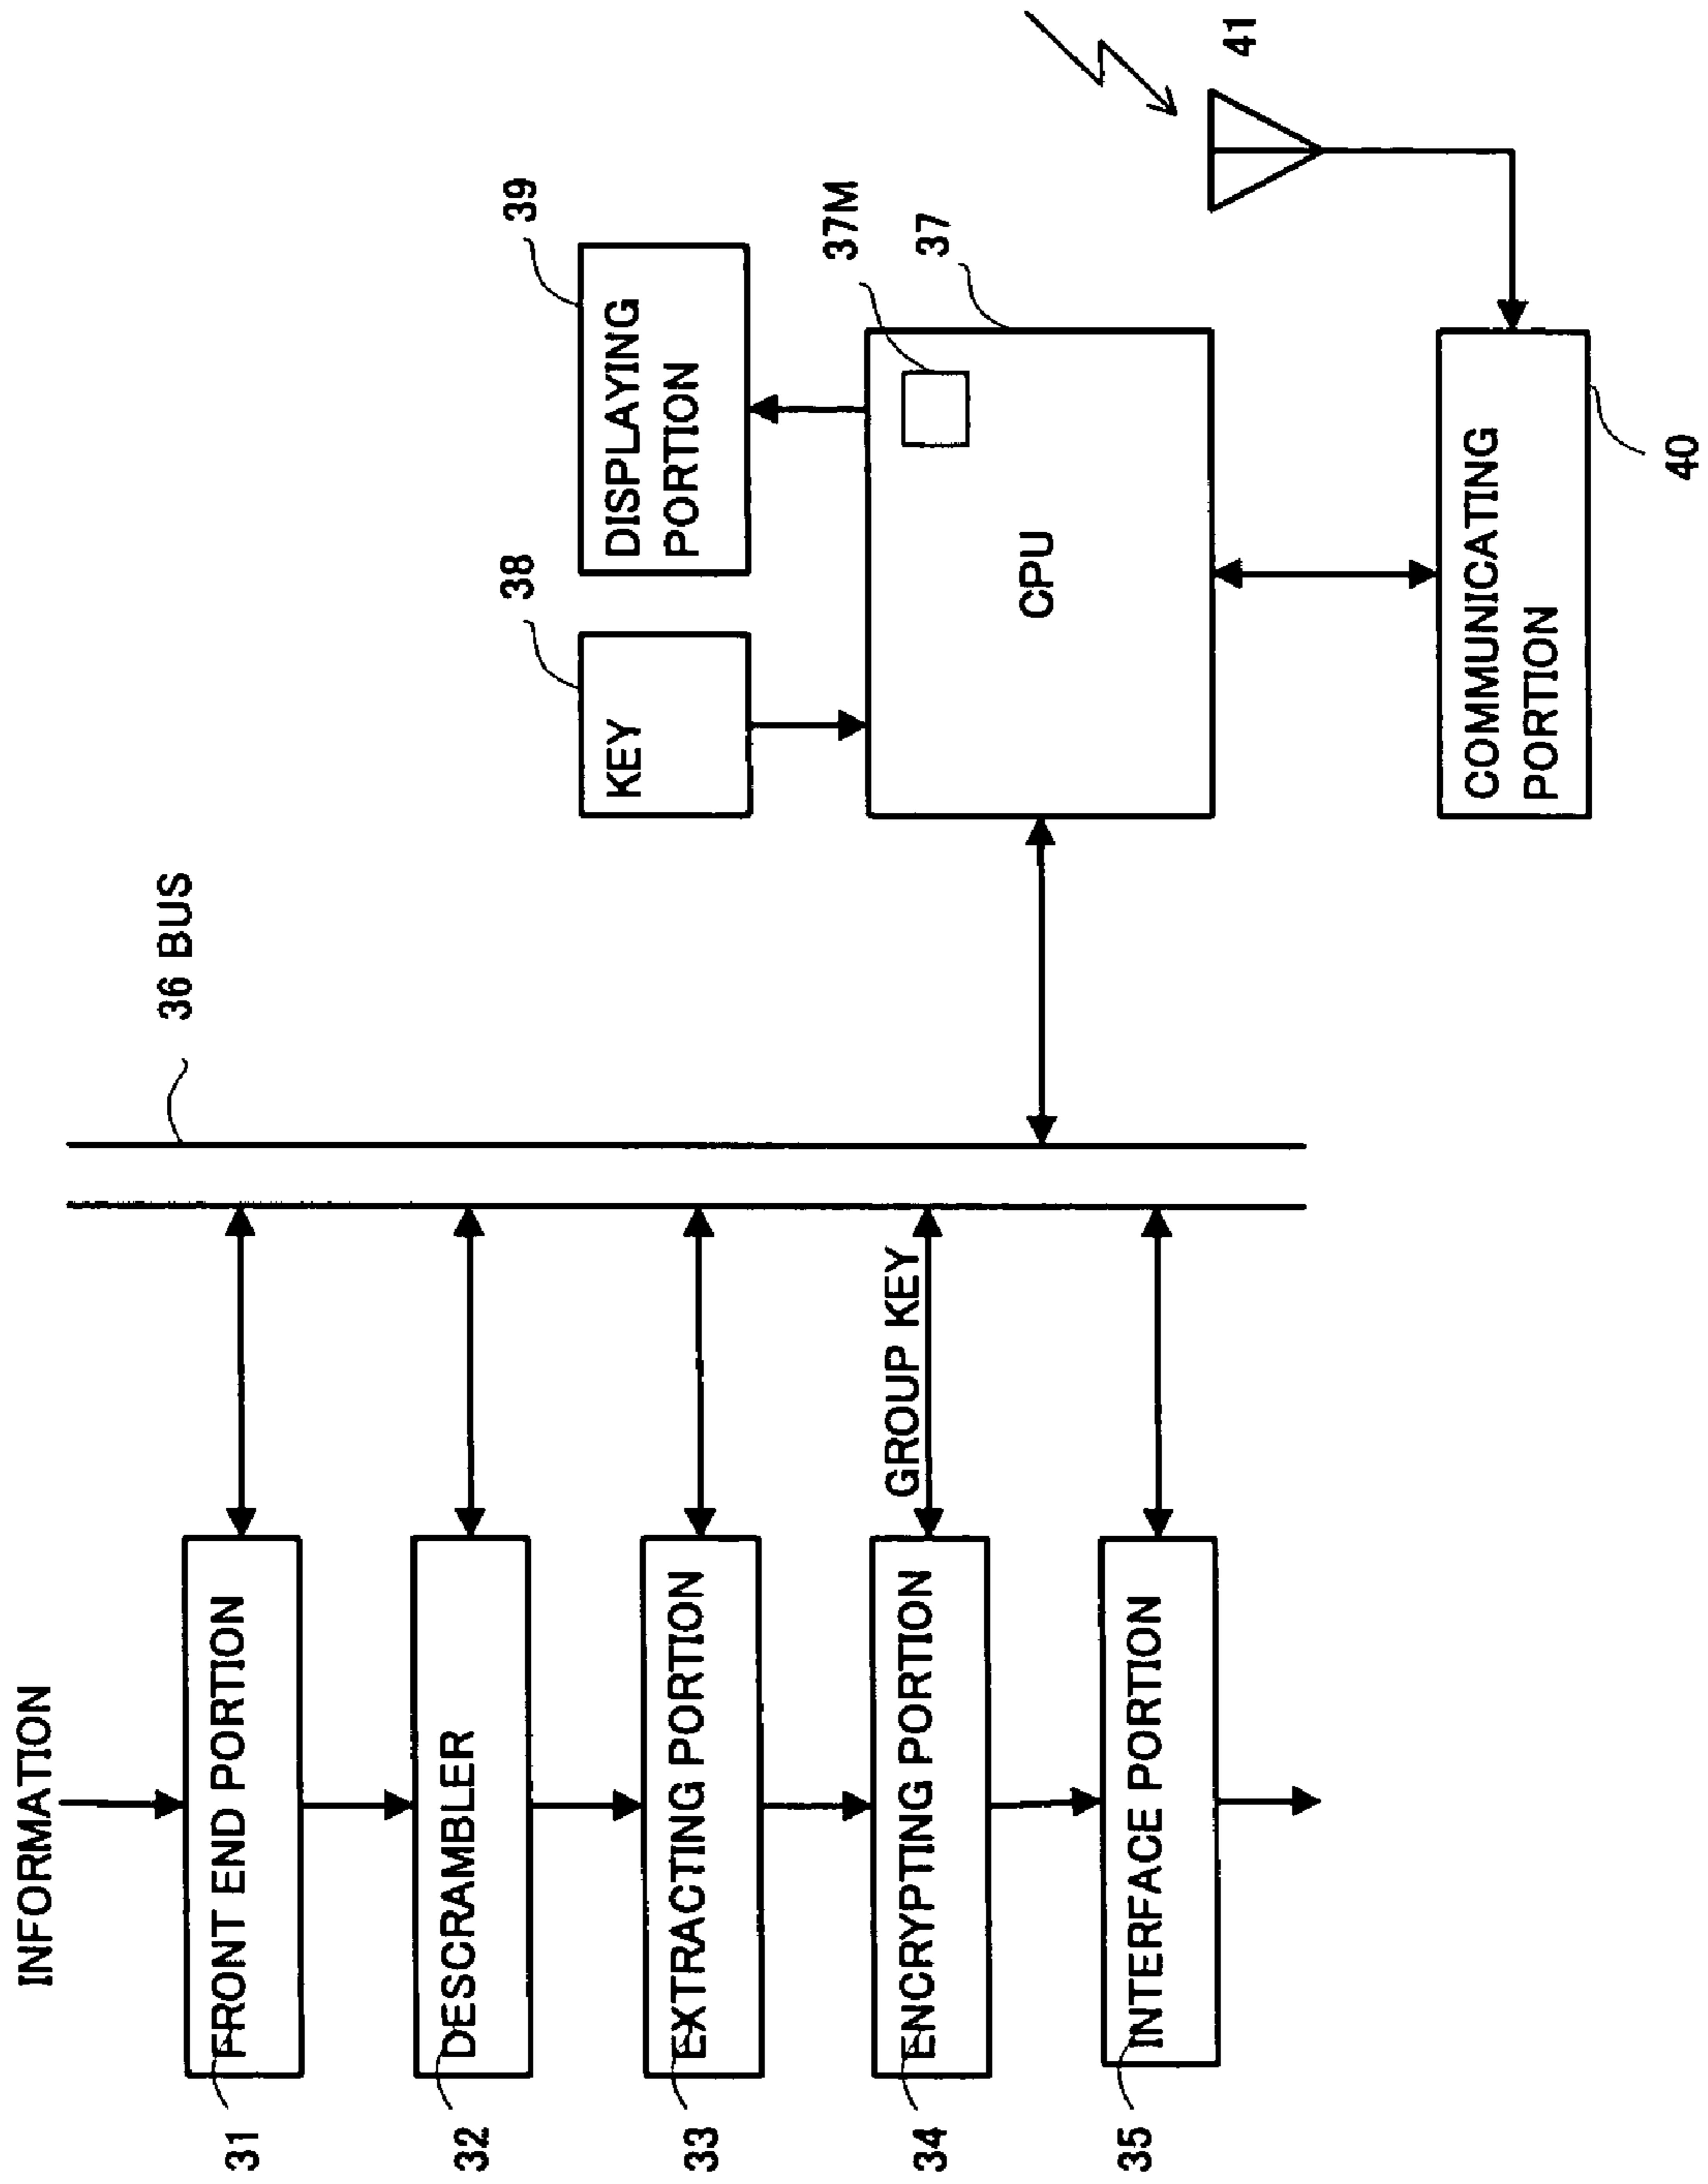 INFORMATION
31
FRONT END PORTION
32
DESCRAMBLER
33
EXTRACTING PORTION
34
ENCRYPTING PORTION
35
INTERFACE PORTION
GROUP KEY
36 BUS
38
KEY
39
DISPLAYING
PORTION
37M
37
CPU
COMMUNICATING
PORTION
40
41